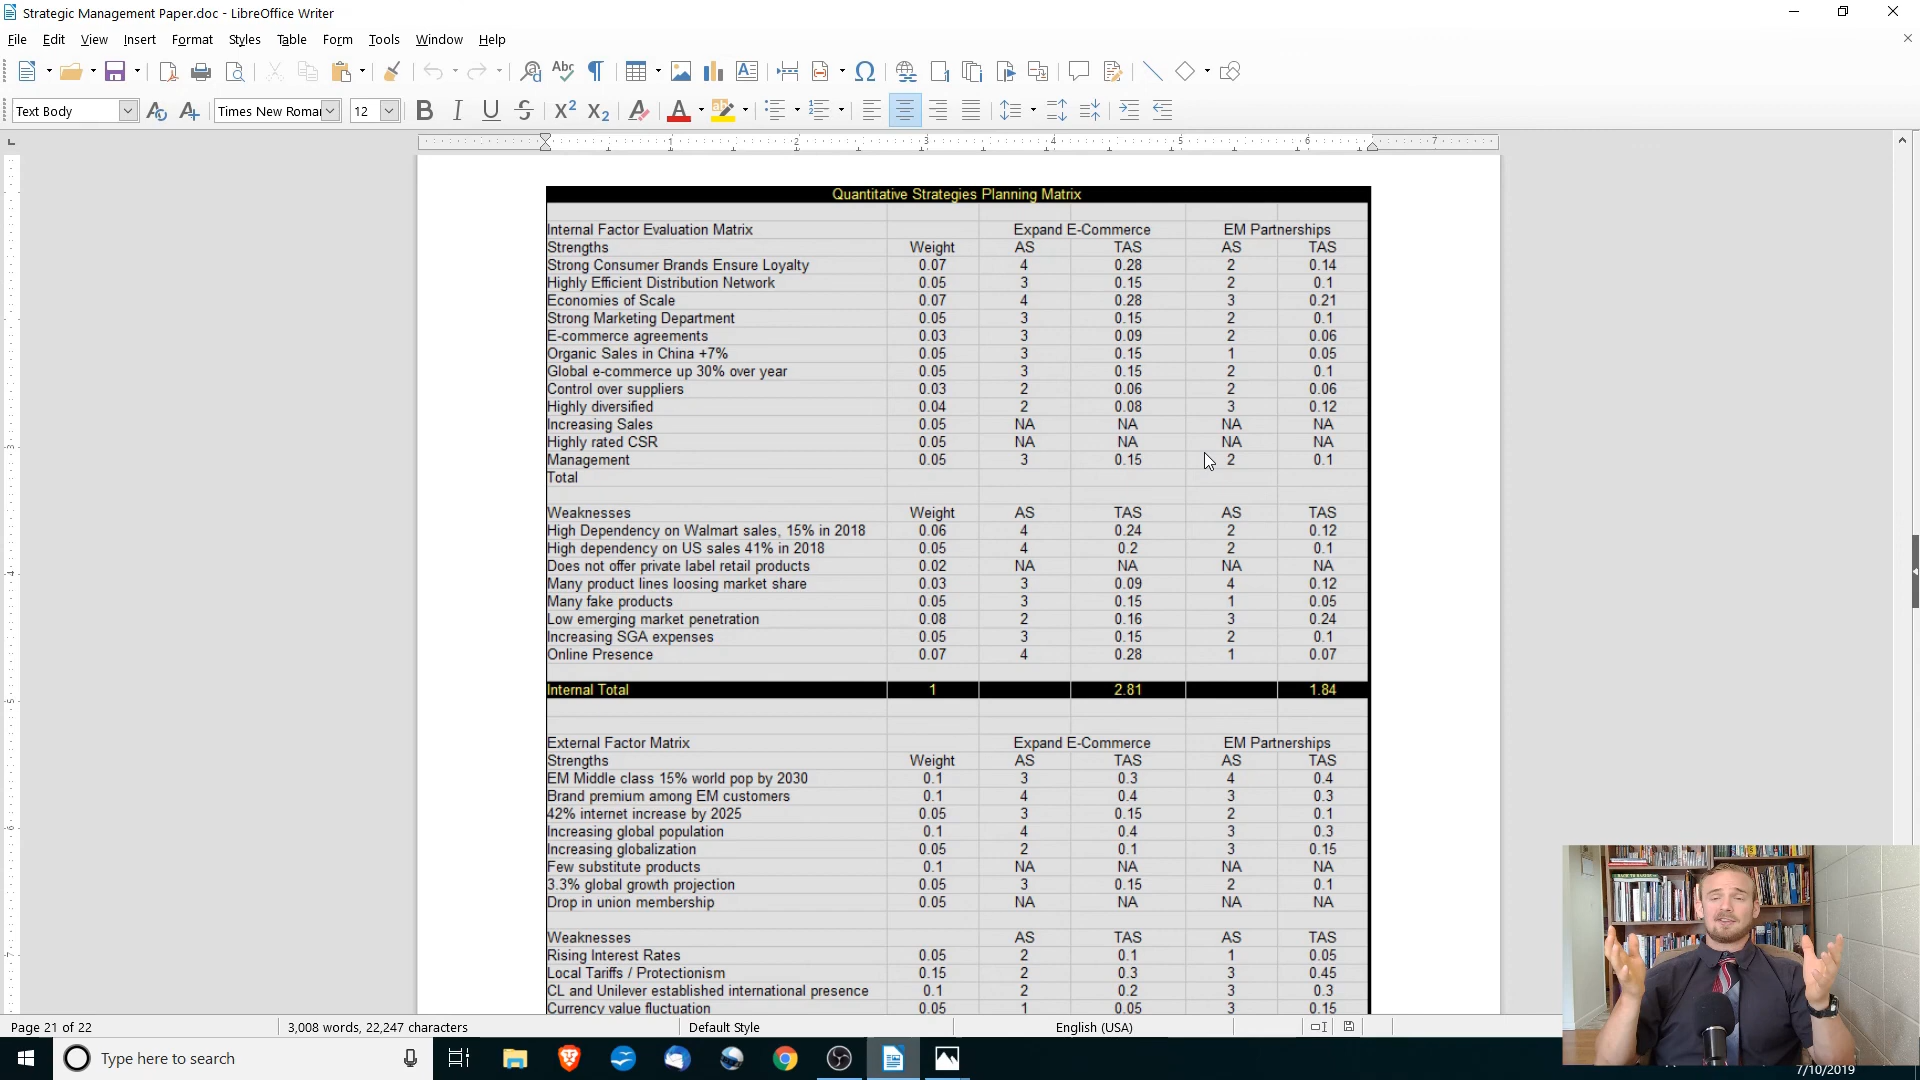 Strategic Management Paper.doc - LibreOffice Writer
File Edit View Insert Format Styles Table Form Tools Window Help
Text Body Times New Roman 12
1 2 3 4 5 6 7
Quantitative Strategies Planning Matrix
Internal Factor Evaluation Matrix Expand E-Commerce EM Partnerships
Strengths Weight AS TAS AS TAS
Strong Consumer Brands Ensure Loyalty 0.07 4 0.28 2 0.14
Highly Efficient Distribution Network 0.05 3 0.15 2 0.1
Economies of Scale 0.07 4 0.28 3 0.21
Strong Marketing Department 0.05 3 0.15 2 0.1
E-commerce agreements 0.03 3 0.09 2 0.06
Organic Sales in China +7% 0.05 3 0.15 1 0.05
Global e-commerce up 30% over year 0.05 3 0.15 2 0.1
Control over suppliers 0.03 2 0.06 2 0.06
Highly diversified 0.04 2 0.08 3 0.12
Increasing Sales 0.05 NA NA NA NA
Highly rated CSR 0.05 NA NA NA NA
Management 0.05 3 0.15 2 0.1
Total
Weaknesses Weight AS TAS AS TAS
High Dependency on Walmart sales, 15% in 2018 0.06 4 0.24 2 0.12
High dependency on US sales 41% in 2018 0.05 4 0.2 2 0.1
Does not offer private label retail products 0.02 NA NA NA NA
Many product lines loosing market share 0.03 3 0.09 4 0.12
Many fake products 0.05 3 0.15 1 0.05
Low emerging market penetration 0.08 2 0.16 3 0.24
Increasing SGA expenses 0.05 3 0.15 2 0.1
Online Presence 0.07 4 0.28 1 0.07
Internal Total 1 2.81 1.84
External Factor Matrix Expand E-Commerce EM Partnerships
Strengths Weight AS TAS AS TAS
EM Middle class 15% world pop by 2030 0.1 3 0.3 4 0.4
Brand premium among EM customers 0.1 4 0.4 3 0.3
42% internet increase by 2025 0.05 3 0.15 2 0.1
Increasing global population 0.1 4 0.4 3 0.3
Increasing globalization 0.05 2 0.1 3 0.15
Few substitute products 0.1 NA NA NA NA
3.3% global growth projection 0.05 3 0.15 2 0.1
Drop in union membership 0.05 NA NA NA NA
Weaknesses AS TAS AS TAS
Rising Interest Rates 0.05 2 0.1 1 0.05
Local Tariffs / Protectionism 0.15 2 0.3 3 0.45
CL and Unilever established international presence 0.1 2 0.2 3 0.3
Currency value fluctuation 0.05 1 0.05 3 0.15
Page 21 of 22 3,008 words, 22,247 characters Default Style English (USA)
Type here to search
7/10/2019